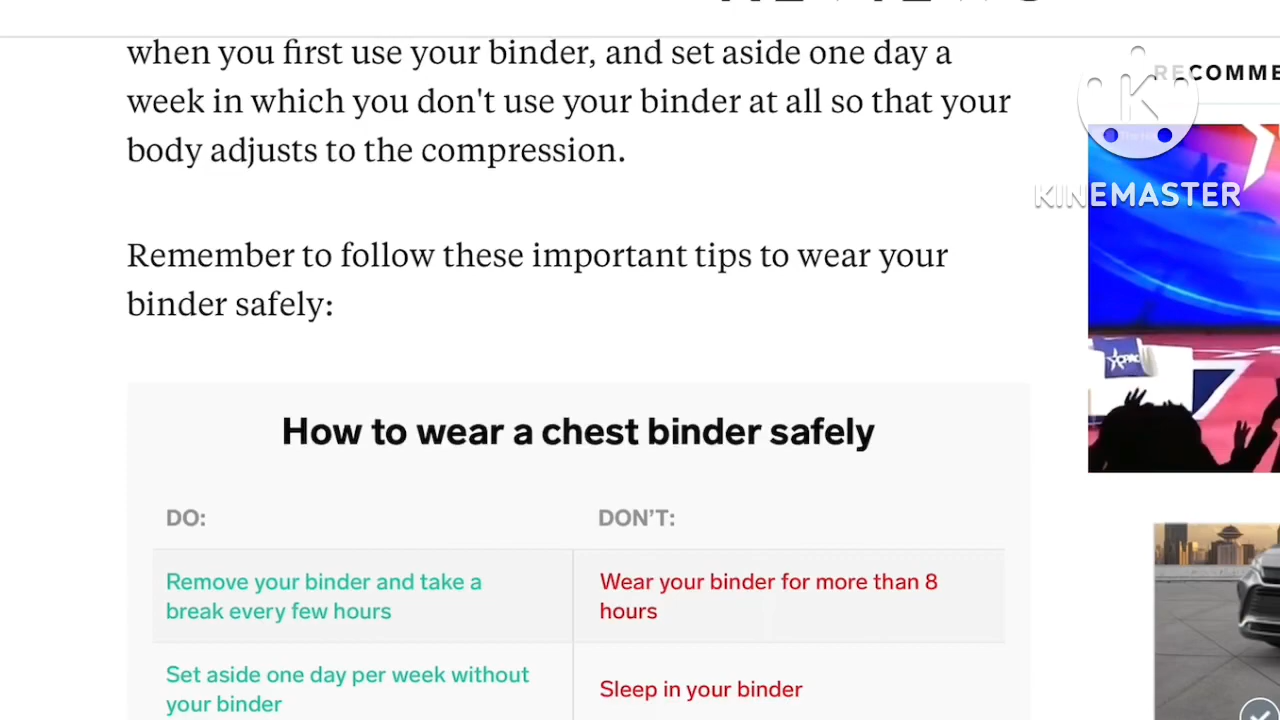 when you first use your binder, and set aside one day a
week in which you don't use your binder at all so that your
body adjusts to the compression.
Remember to follow these important tips to wear your
binder safely:
How to wear a chest binder safely
DO:
DON'T:
Remove your binder and take a
break every few hours
Wear your binder for more than 8
hours
Set aside one day per week without
your binder
Sleep in your binder
RECOMME
K
KINEMASTER
CPAC